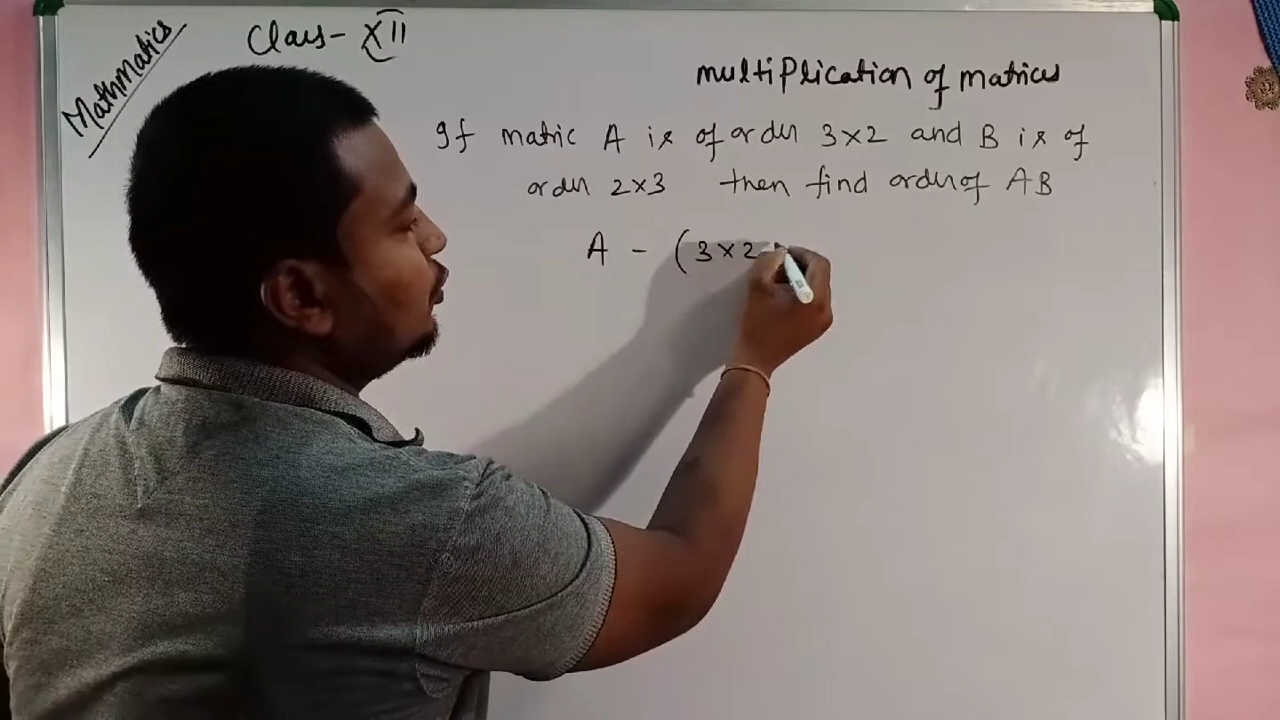 Mathmatics
Class- XII
multiplication of matrices
If matric A is of order 3×2 and B is of
order 2×3 then find order of AB
A - (3×2